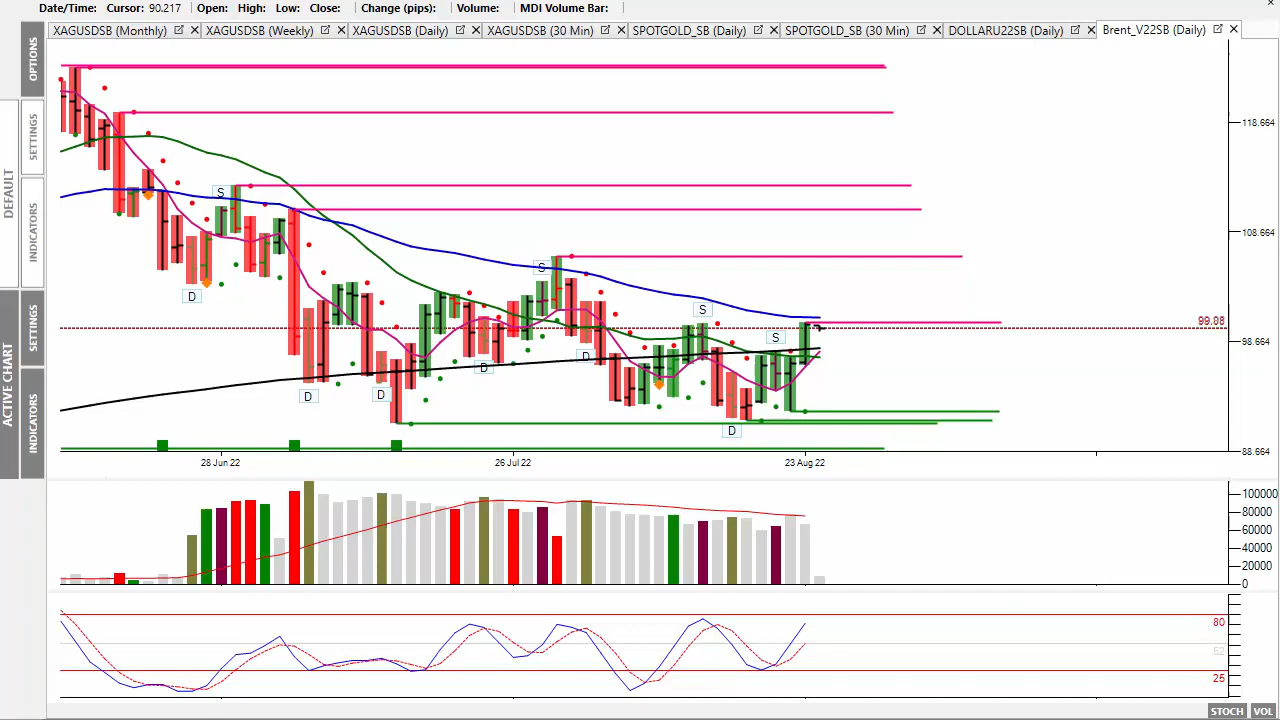 Date/Time: Cursor: 90.217 Open: High: Low: Close: Change (pips): Volume: MDI Volume Bar:
XAGUSDSB (Monthly) XAGUSDSB (Weekly) XAGUSDSB (Daily) XAGUSDSB (30 Min) SPOTGOLD_SB (Daily) SPOTGOLD_SB (30 Min) DOLLARU22SB (Daily) Brent_V22SB (Daily)
OPTIONS
SETTINGS
INDICATORS
DEFAULT
SETTINGS
INDICATORS
ACTIVE CHART
118.664
S
108.664
S
D
S
99.88
S
98.664
D
D
D
D
D
88.664
28 Jun 22 26 Jul 22 23 Aug 22
100000
80000
60000
40000
20000
0
80
52
25
STOCH VOL